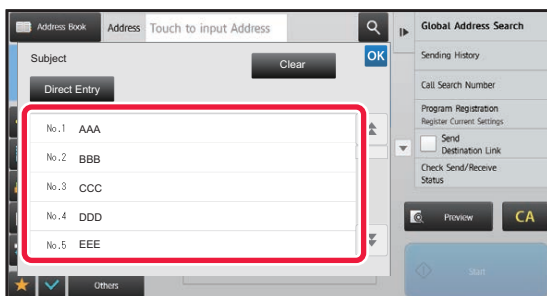 Address Book
Address
Touch to input Address
Subject
Clear
OK
Direct Entry
No.1 AAA
No.2 BBB
No.3 CCC
No.4 DDD
No.5 EEE
Others
Global Address Search
Sending History
Call Search Number
Program Registration
Register Current Settings
Send
Destination Link
Check Send/Receive
Status
Preview
CA
Start